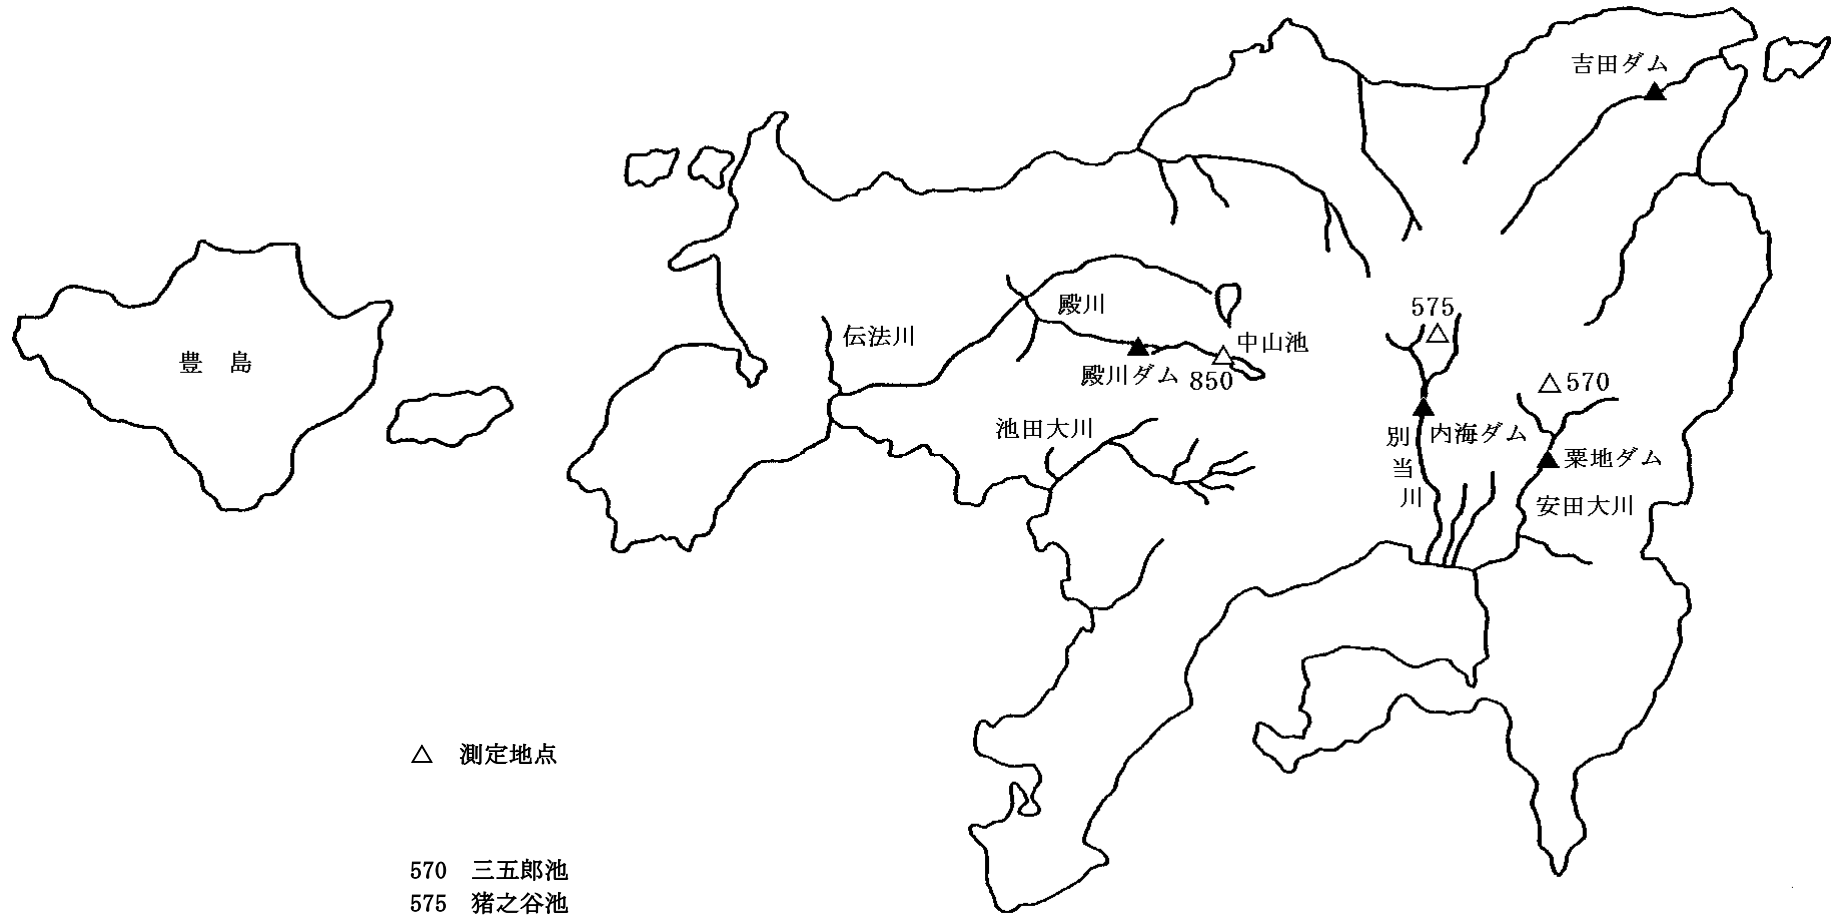 吉田ダム
豊 島
伝法川
殿川
575
△
中山池
殿川ダム 850
△570
池田大川
別当川
内海ダム
粟地ダム
安田大川
△ 測定地点
570 三五郎池
575 猪之谷池